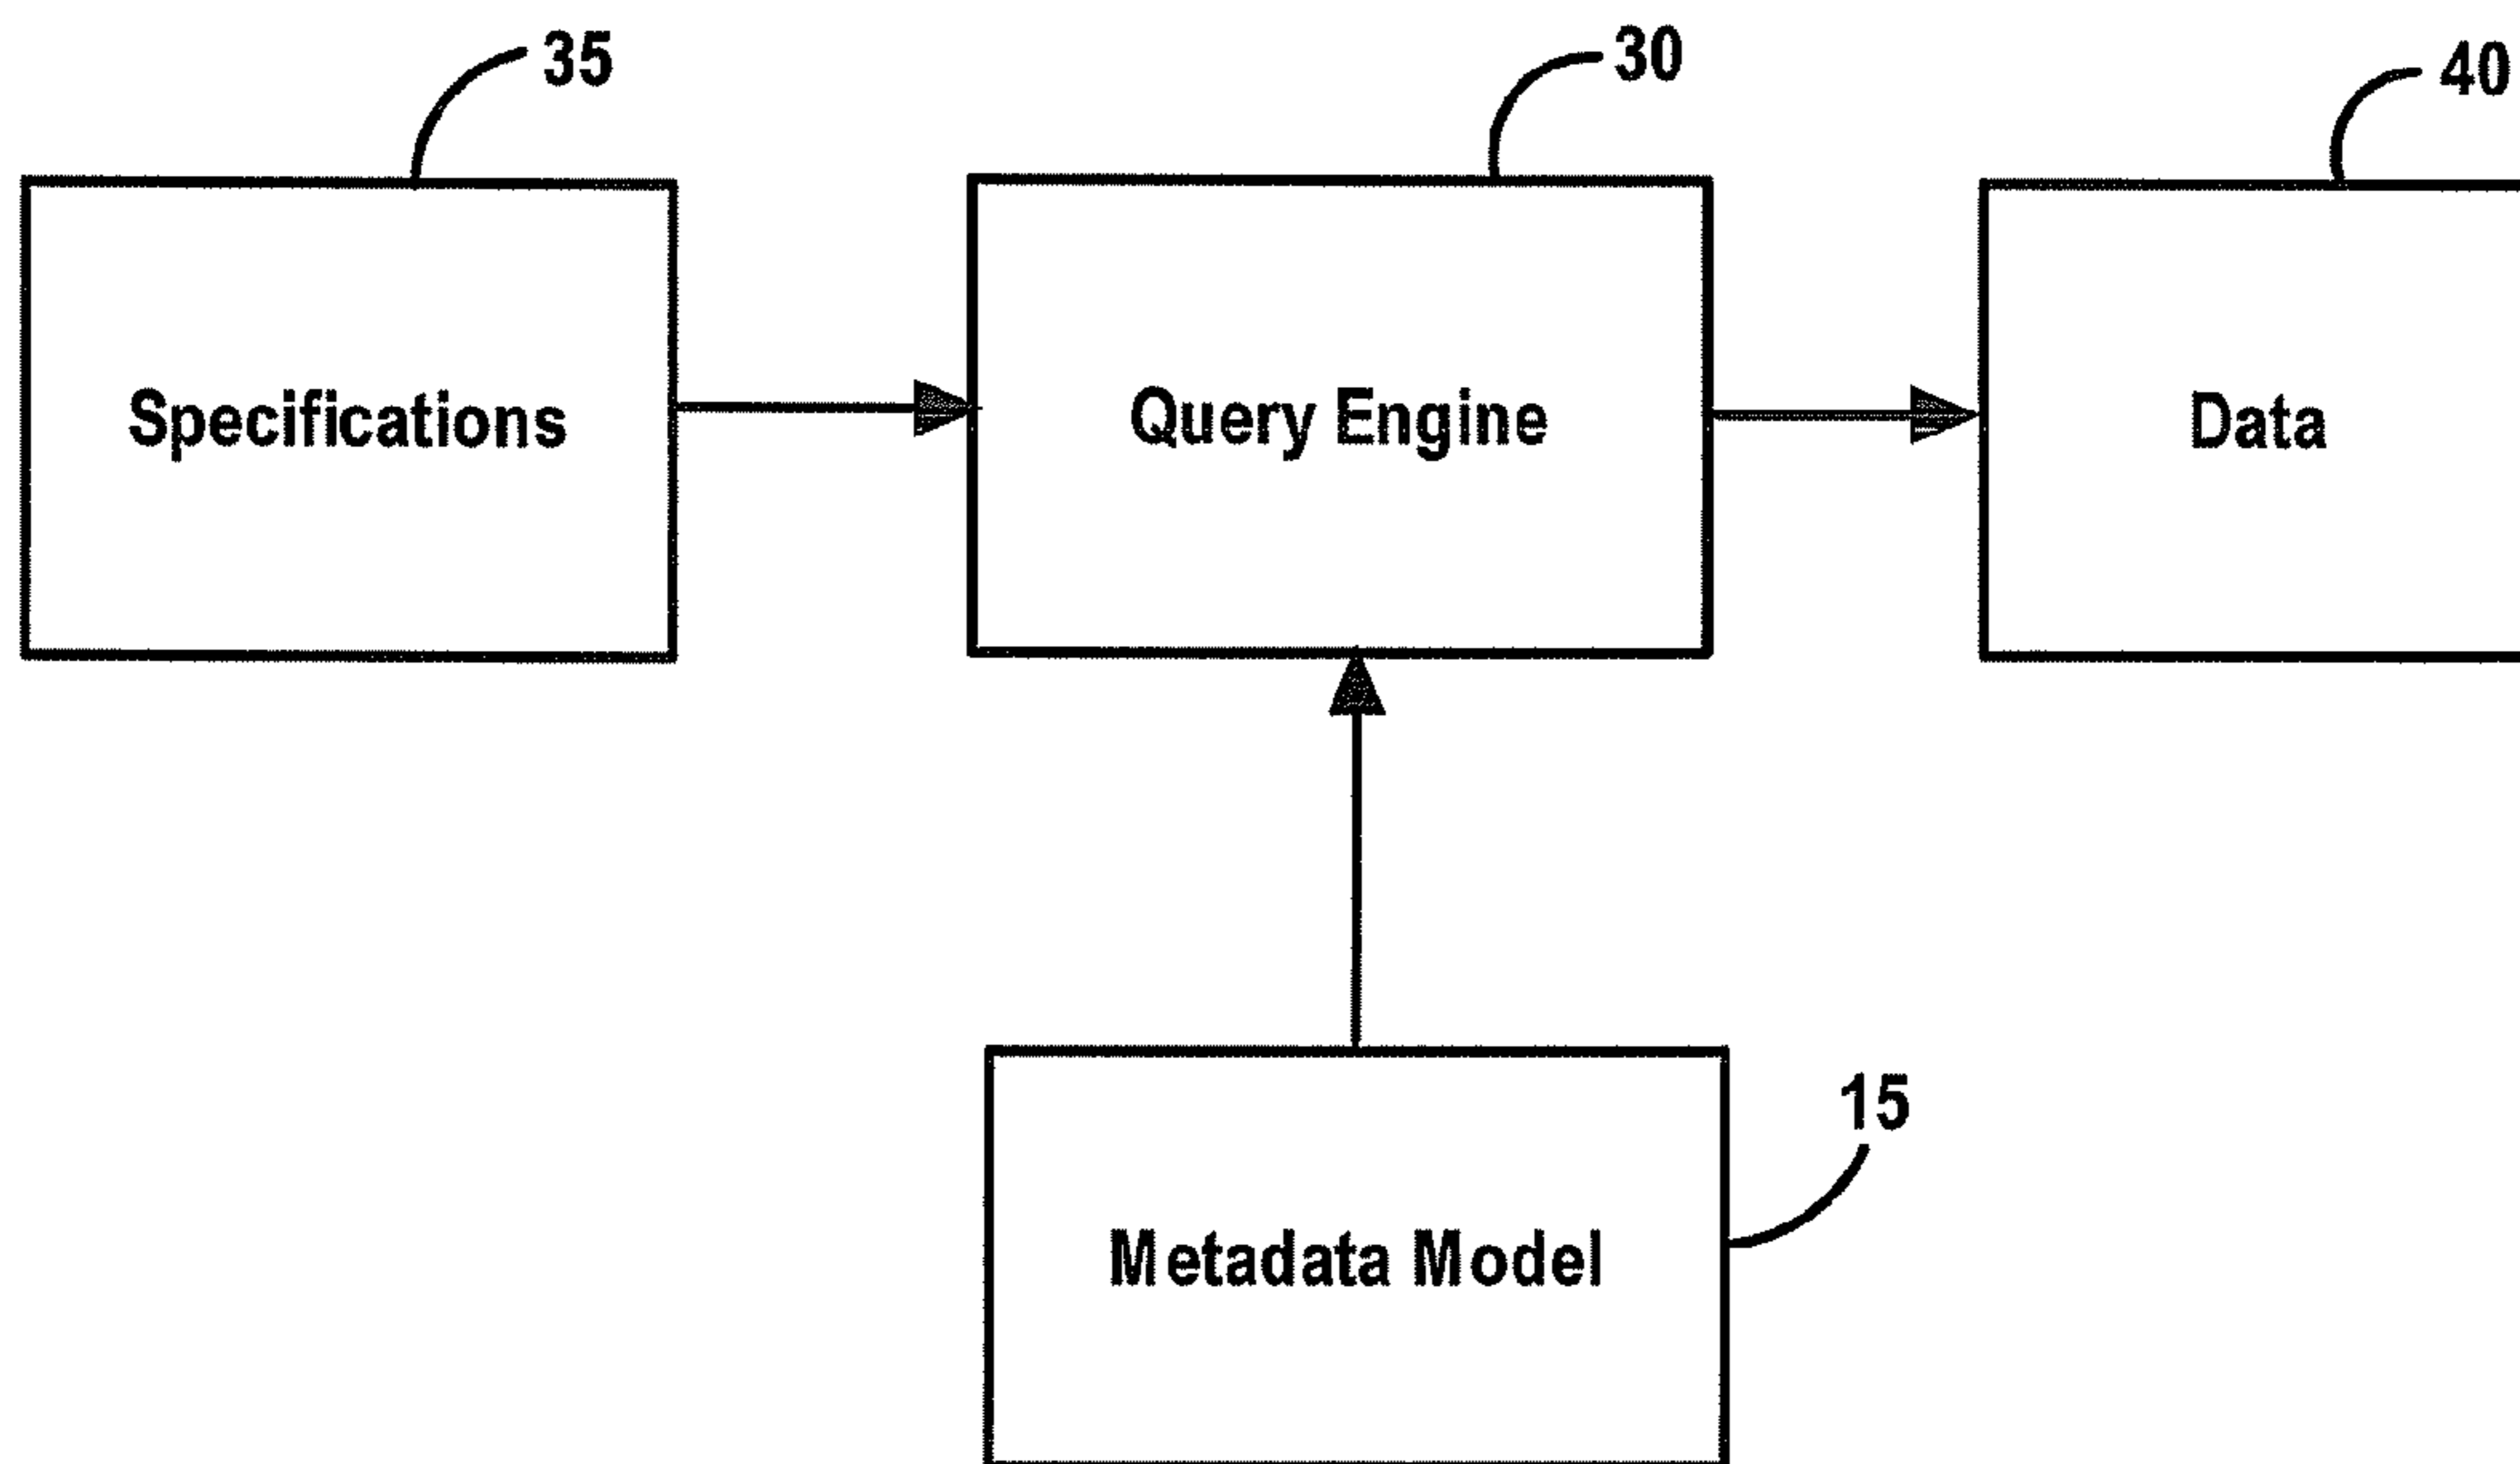 35
30
40
Specifications
Query Engine
Data
15
Metadata Model